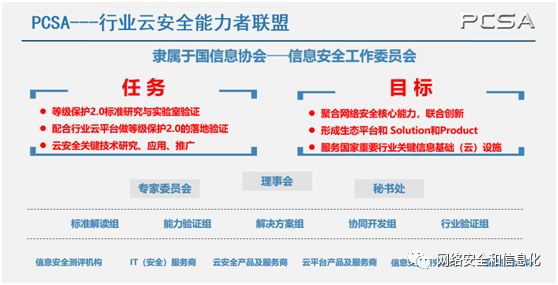 PCSA---行业云安全能力者联盟
PCSA
隶属于国信息协会---信息安全工作委员会
任务
等级保护2.0标准研究与实验室验证
配合行业云平台做等级保护2.0的落地验证
云安全关键技术研究、应用、推广
目标
聚合网络安全核心能力，联合创新
形成生态平台和 Solution和Product
服务国家重要行业关键信息基础（云）设施
专家委员会
理事会
秘书处
标准解读组
能力验证组
解决方案组
协同开发组
行业验证组
信息安全测评机构
IT（安全）服务商
云安全产品及服务商
云平台产品及服务商
信息安
网络安全和信息化